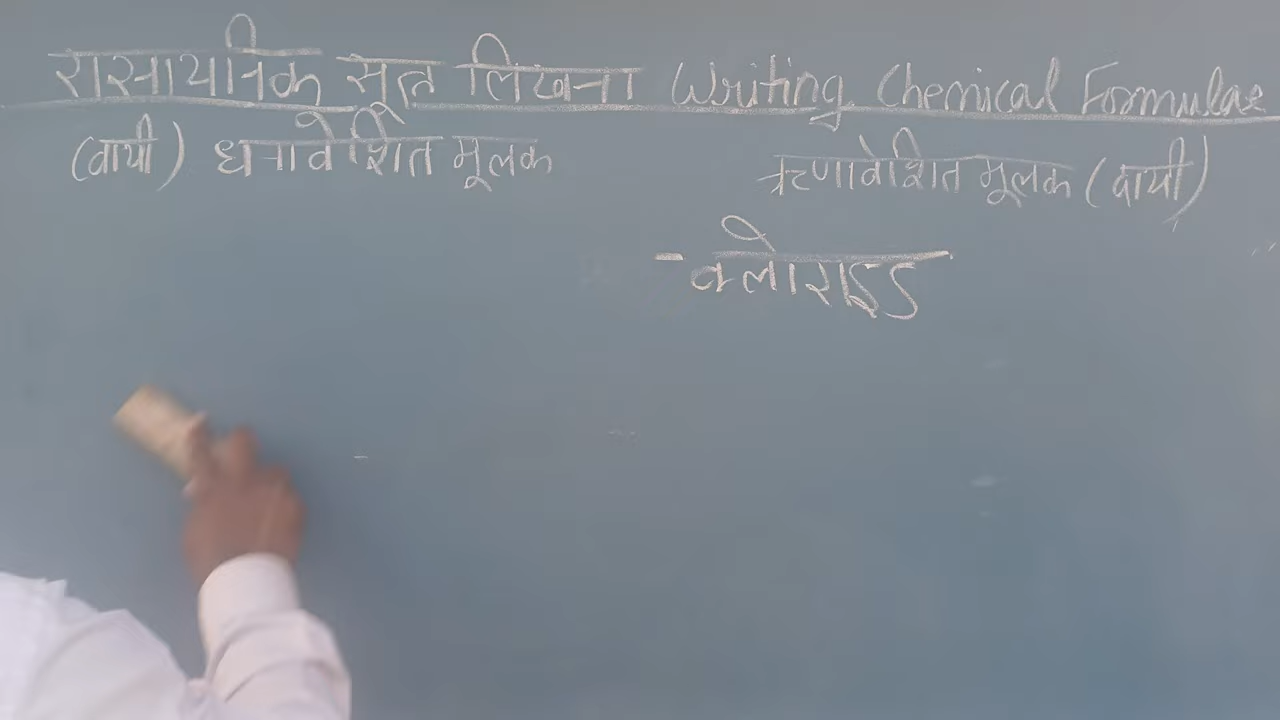 रासायनिक सूत्र लिखना Writing Chemical Formulae
(बायी) धनावेशित मूलक ऋणावेशित मूलक (दायी)
- क्लोराइड